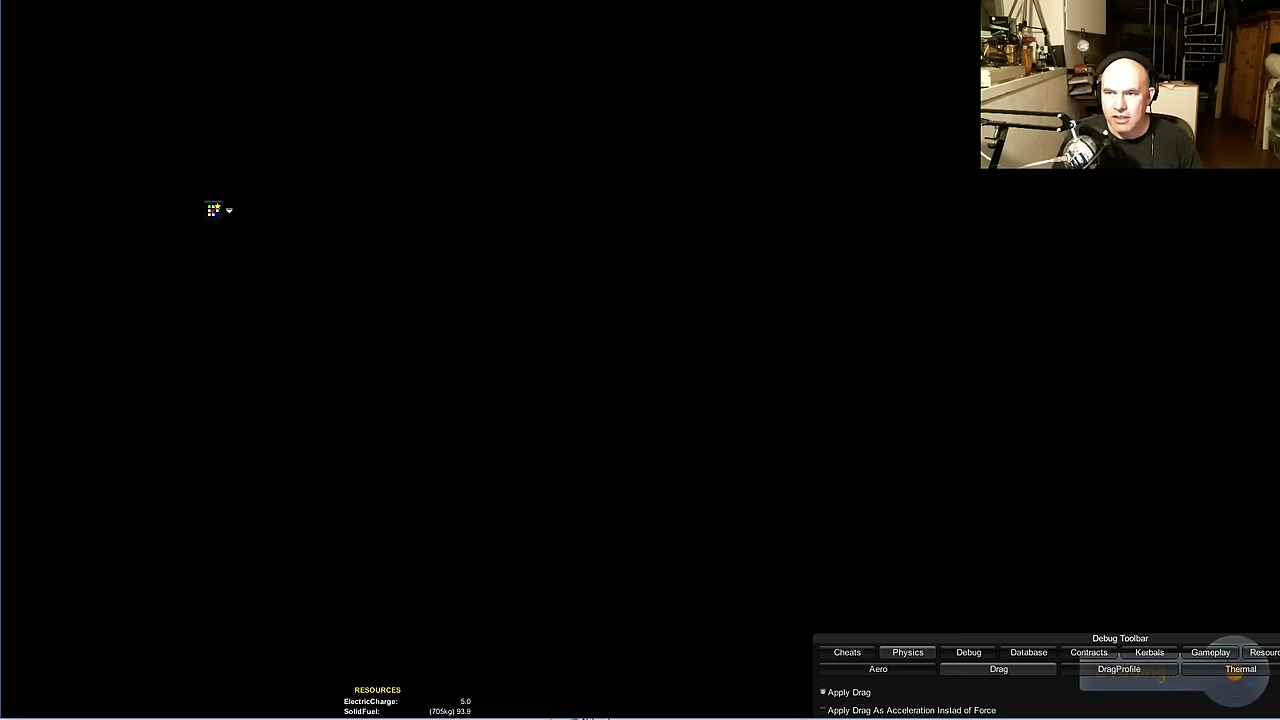 Debug Toolbar
Cheats Physics Debug Database Contracts Kerbals Gameplay Resour
Aero Drag DragProfile Thermal
RESOURCES
ElectricCharge: 5.0
SolidFuel: (705kg) 93.9
Apply Drag
Apply Drag As Acceleration Instad of Force